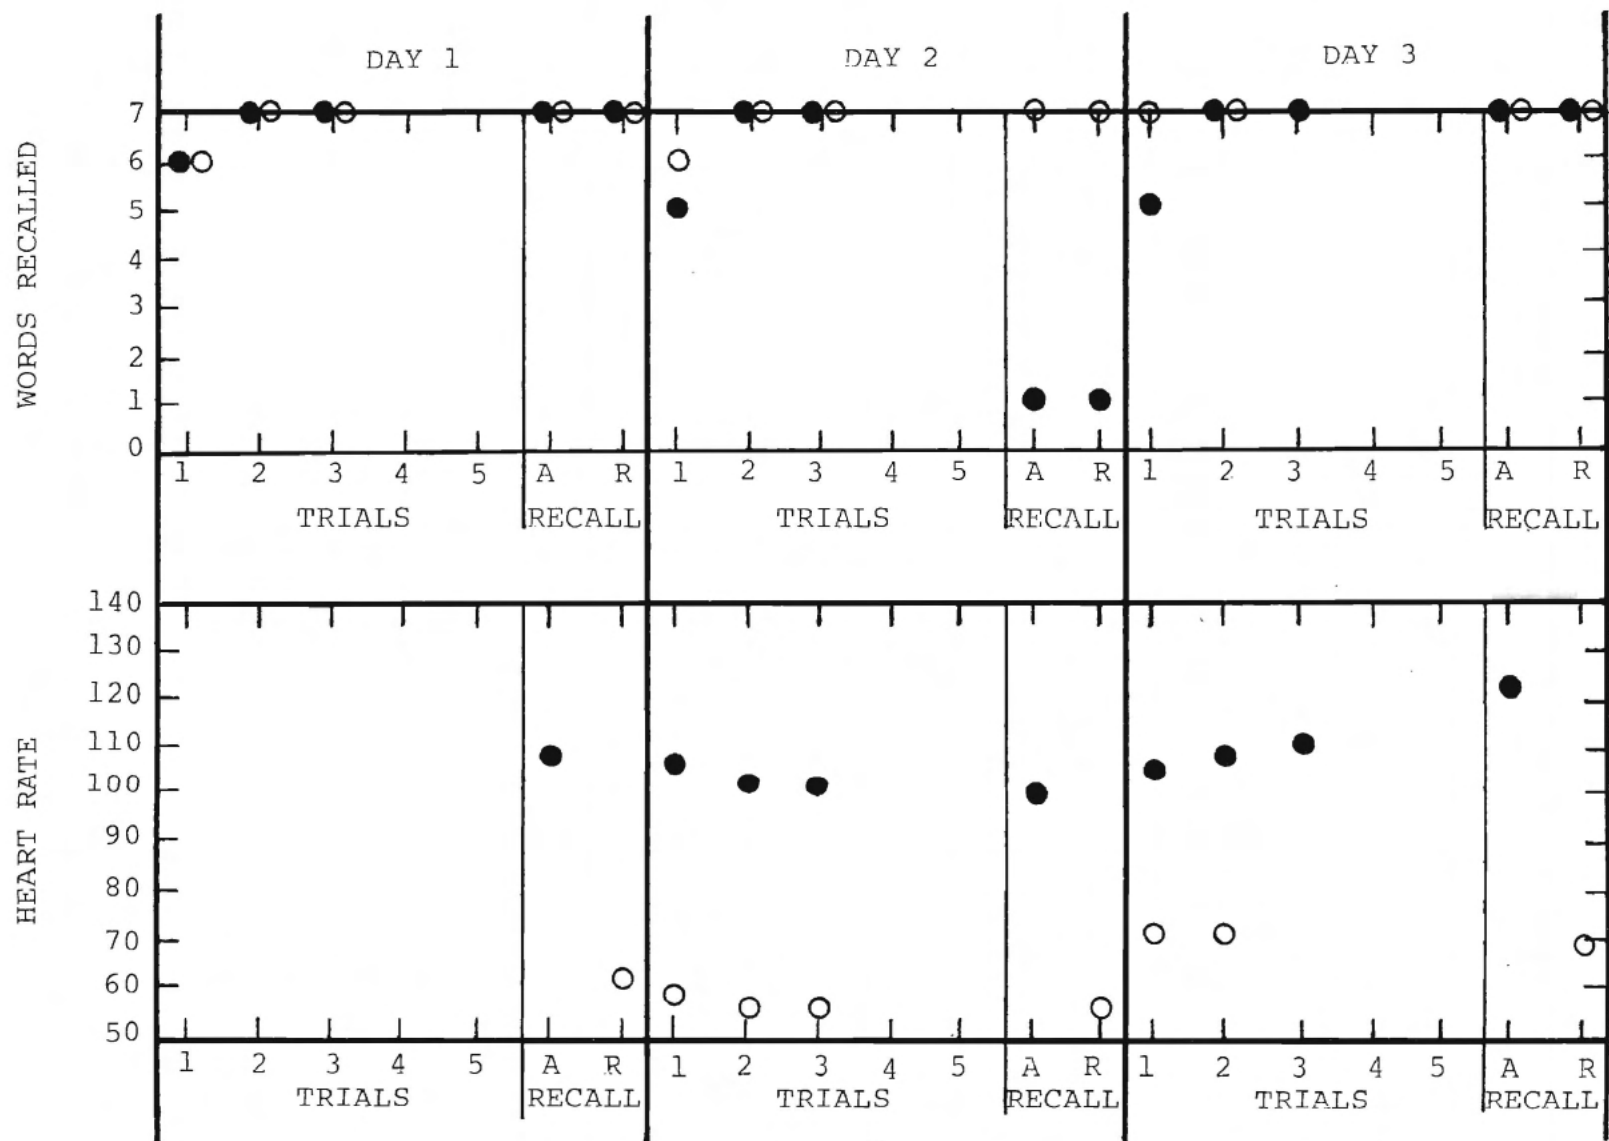 DAY 1 DAY 2 DAY 3
WORDS RECALLED
7
6
5
4
3
2
1
0
1 2 3 4 5 A R 1 2 3 4 5 A R 1 2 3 4 5 A R
TRIALS RECALL TRIALS RECALL TRIALS RECALL
HEART RATE
140
130
120
110
100
90
80
70
60
50
1 2 3 4 5 A R 1 2 3 4 5 A R 1 2 3 4 5 A R
TRIALS RECALL TRIALS RECALL TRIALS RECALL